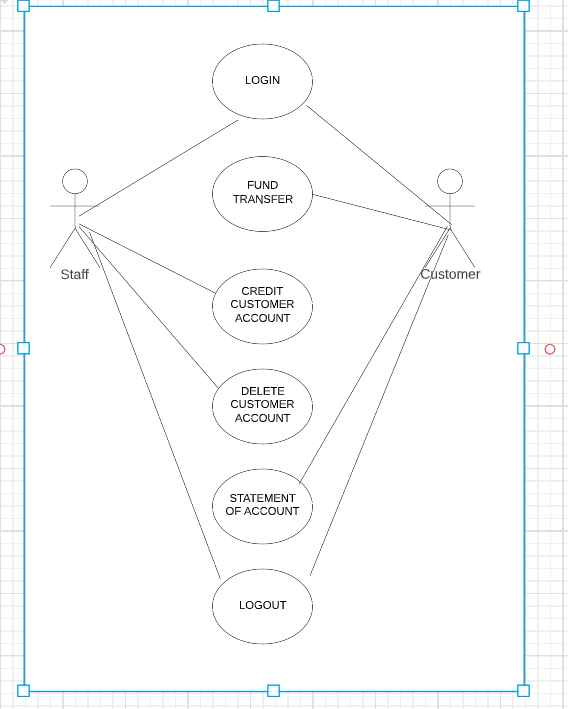 LOGIN
FUND
TRANSFER
Staff
Customer
CREDIT
CUSTOMER
ACCOUNT
DELETE
CUSTOMER
ACCOUNT
STATEMENT
OF ACCOUNT
LOGOUT